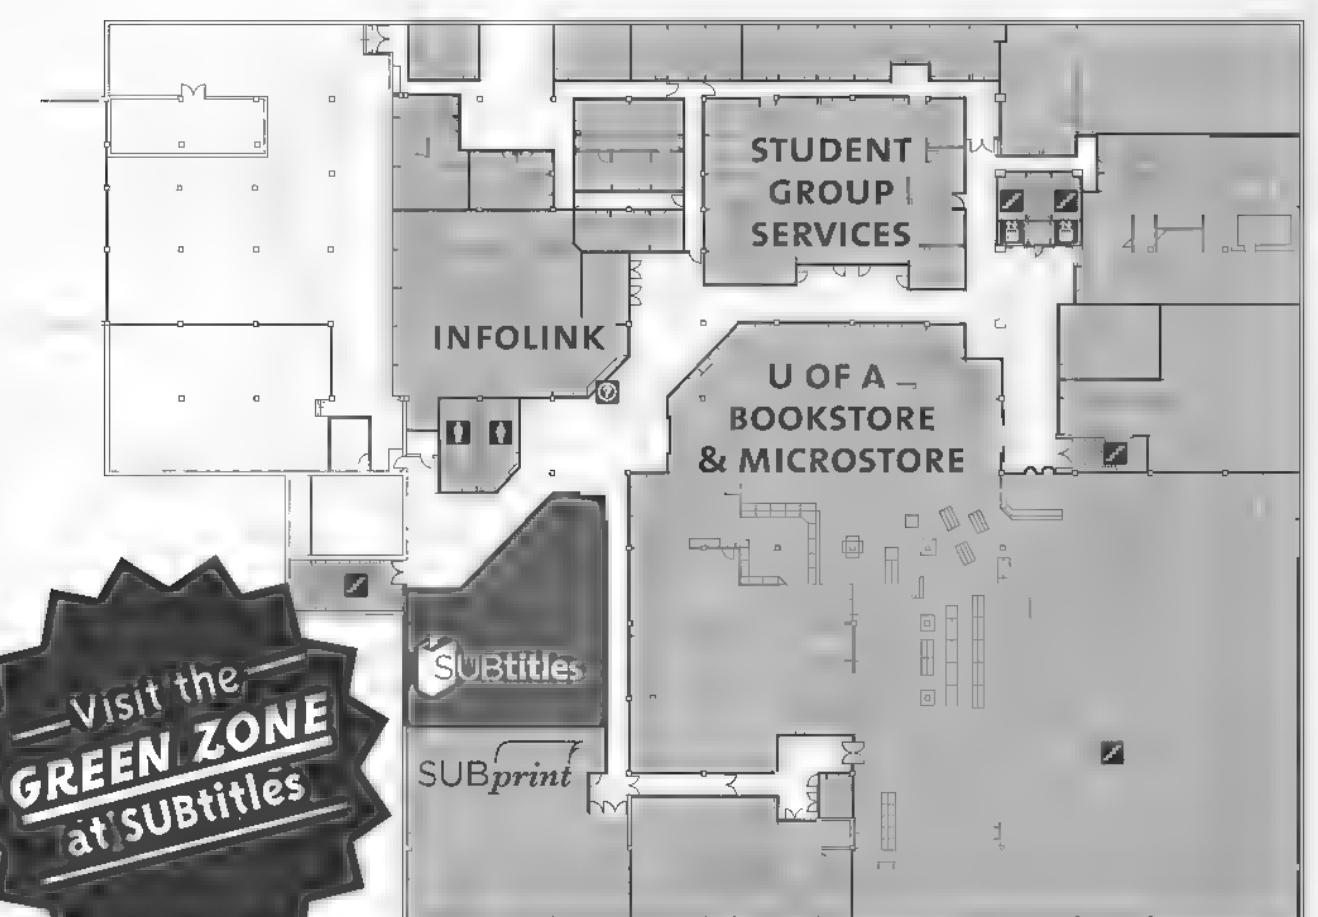 STUDENT
GROUP
SERVICES
INFOLINK
U OF A
BOOKSTORE
& MICROSTORE
SUBtitles
SUBprint
Visit the
GREEN ZONE
at SUBtitles